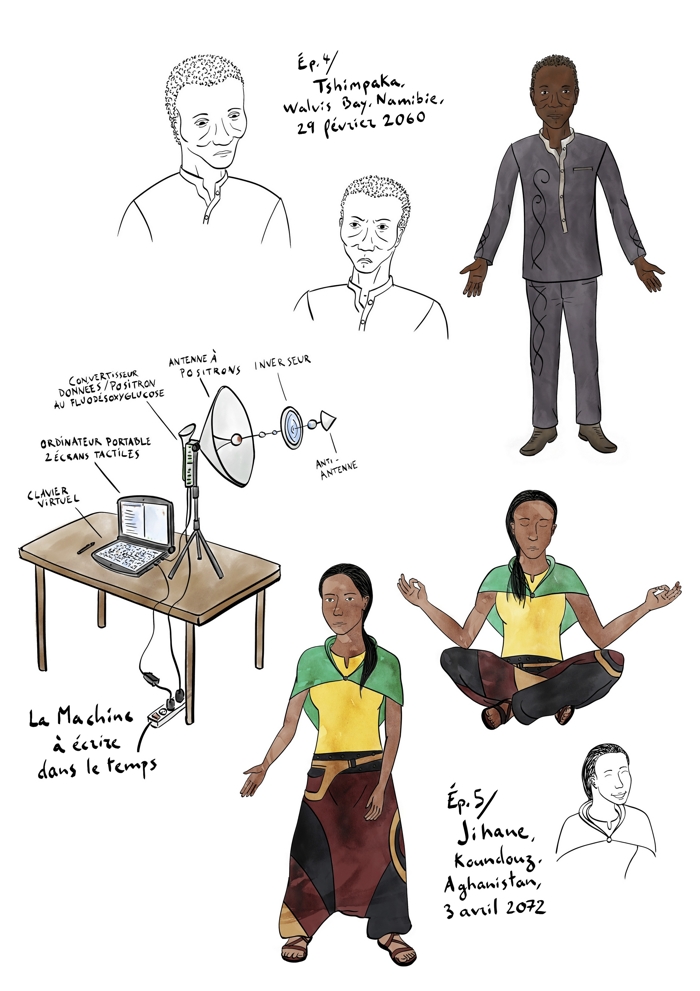 Ép.4/
Tshimpaka,
Walvis Bay, Namibie,
29 février 2060
ANTENNE À
POSITRONS
INVERSEUR
CONVERTISSEUR
DONNÉES/POSITRON
AU FLUODÉSOXYGLUCOSE
ORDINATEUR PORTABLE
2 ÉCRANS TACTILES
ANTI-
ANTENNE
CLAVIER
VIRTUEL
La Machine
à écrire
dans le temps
Ép.5/
Jihane,
Koundouz,
Aghanistan,
3 avril 2072